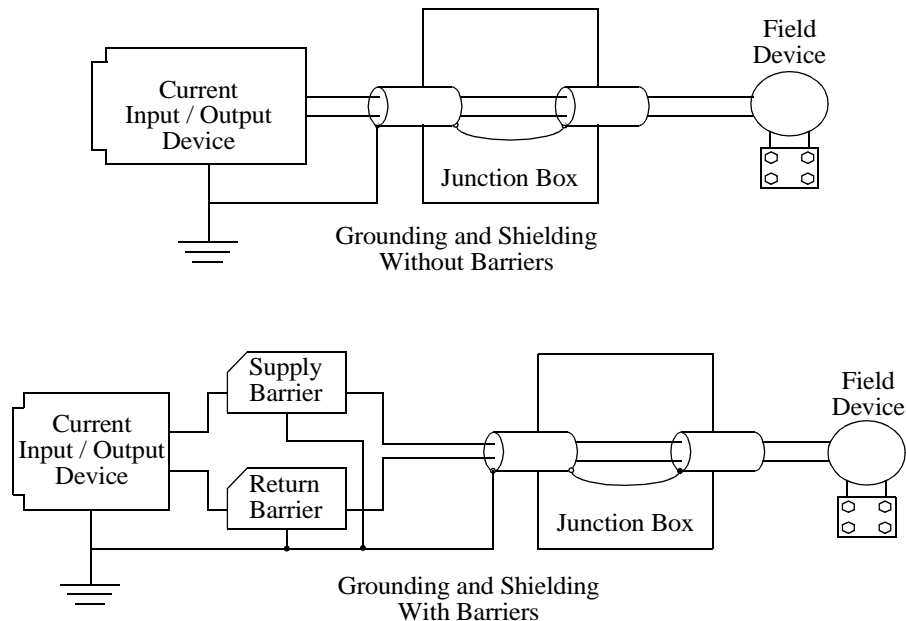 Field
Device
Current
Input / Output
Device
Junction Box
Grounding and Shielding
Without Barriers
Supply
Barrier
Field
Device
Current
Input / Output
Device
Return
Barrier
Junction Box
Grounding and Shielding
With Barriers